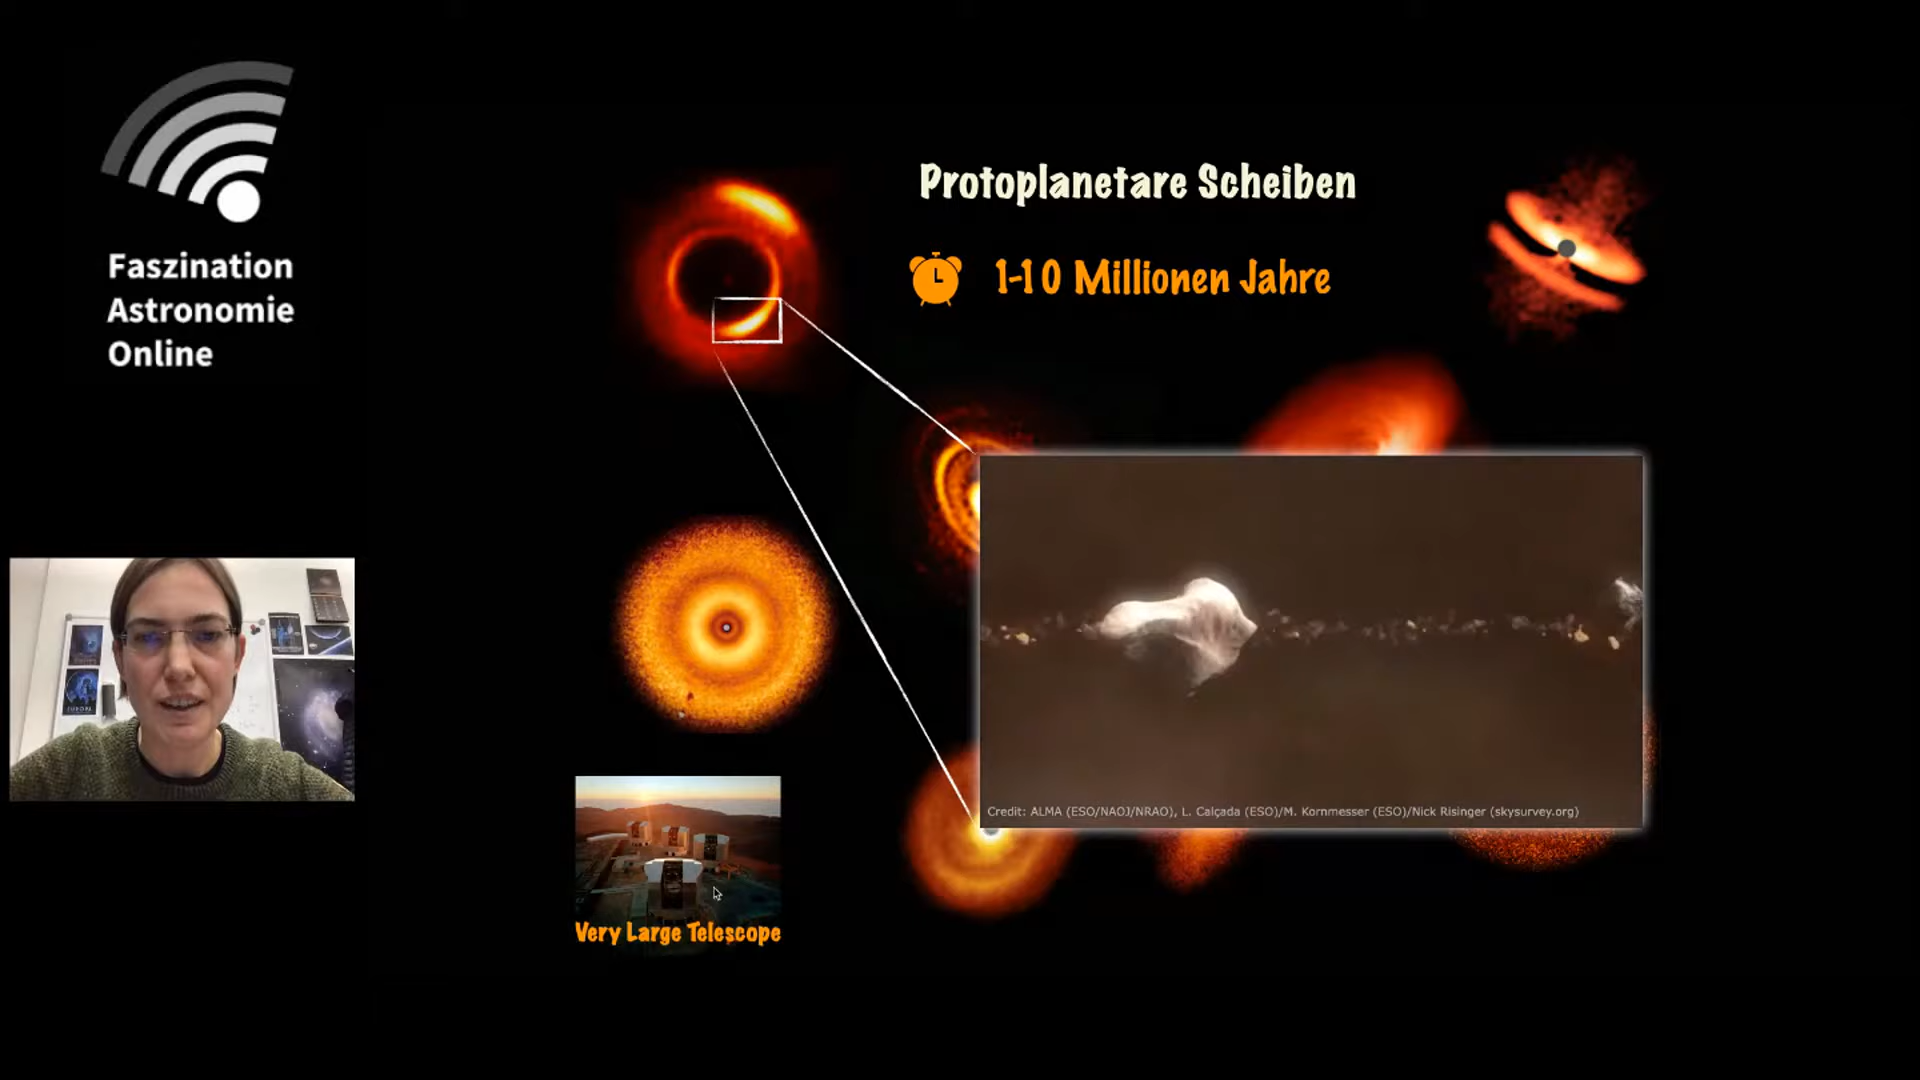 Faszination
Astronomie
Online
Protoplanetare Scheiben
1-10 Millionen Jahre
Credit: ALMA (ESO/NAOJ/NRAO), L. Calçada (ESO)/M. Kornmesser (ESO)/Nick Risinger (skysurvey.org)
Very Large Telescope